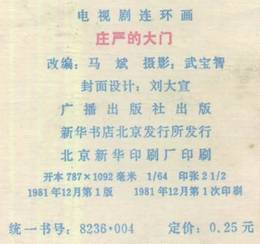 电视剧连环画
庄严的大门
改编：马斌 摄影：武宝智
封面设计：刘大宣
广播出版社出版
新华书店北京发行所发行
北京新华印刷厂印刷
开本787×1092毫米 1/64 印张2 1/2
1981年12月第1版 1981年12月第1次印刷
统一书号：8236·004 定价：0.25元